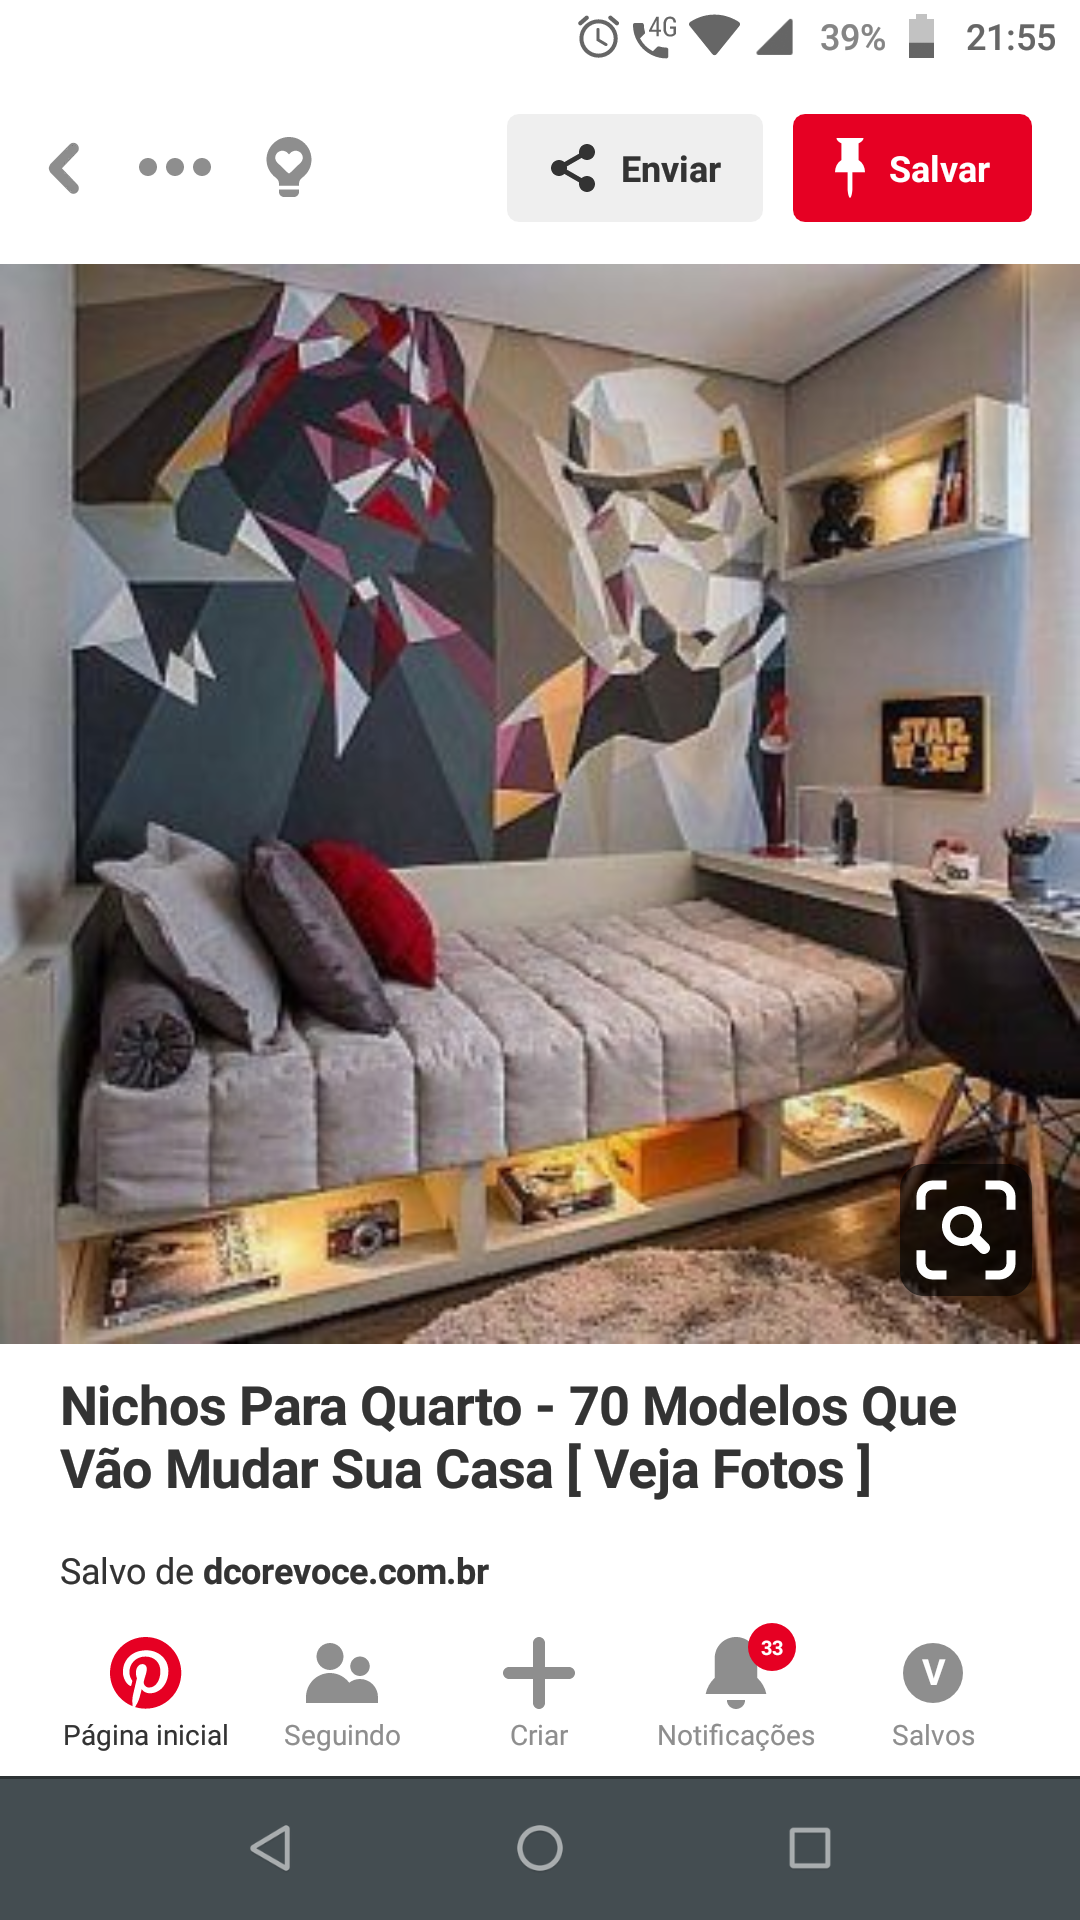 4G 39% 21:55
Enviar Salvar
STAR
WARS
Nichos Para Quarto - 70 Modelos Que
Vão Mudar Sua Casa [ Veja Fotos ]
Salvo de dcorevoce.com.br
33
V
Página inicial Seguindo Criar Notificações Salvos